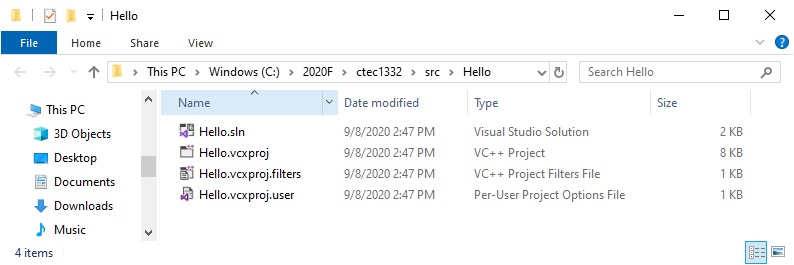 Hello
File Home Share View
This PC Windows (C:) 2020F ctec1332 src Hello Search Hello
This PC
3D Objects
Desktop
Documents
Downloads
Music
Name Date modified Type Size
Hello.sln 9/8/2020 2:47 PM Visual Studio Solution 2 KB
Hello.vcxproj 9/8/2020 2:47 PM VC++ Project 8 KB
Hello.vcxproj.filters 9/8/2020 2:47 PM VC++ Project Filters File 1 KB
Hello.vcxproj.user 9/8/2020 2:47 PM Per-User Project Options File 1 KB
4 items